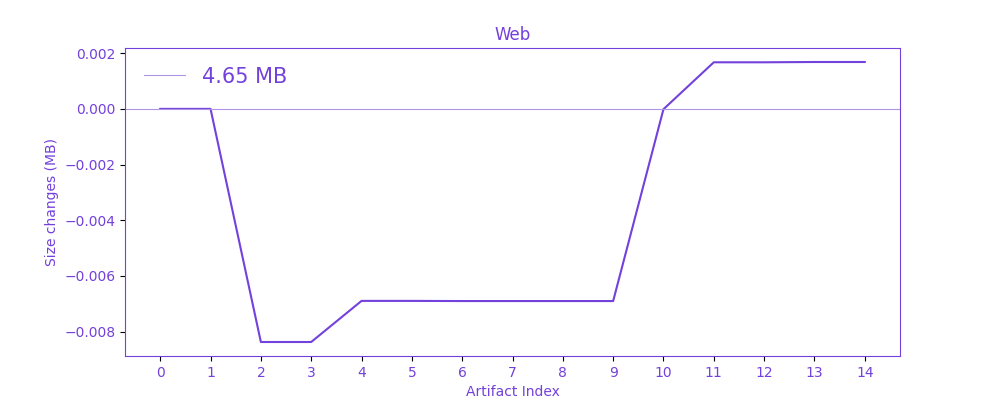 Web
4.65 MB
0.002
0.000
−0.002
−0.004
−0.006
−0.008
Size changes (MB)
0 1 2 3 4 5 6 7 8 9 10 11 12 13 14
Artifact Index